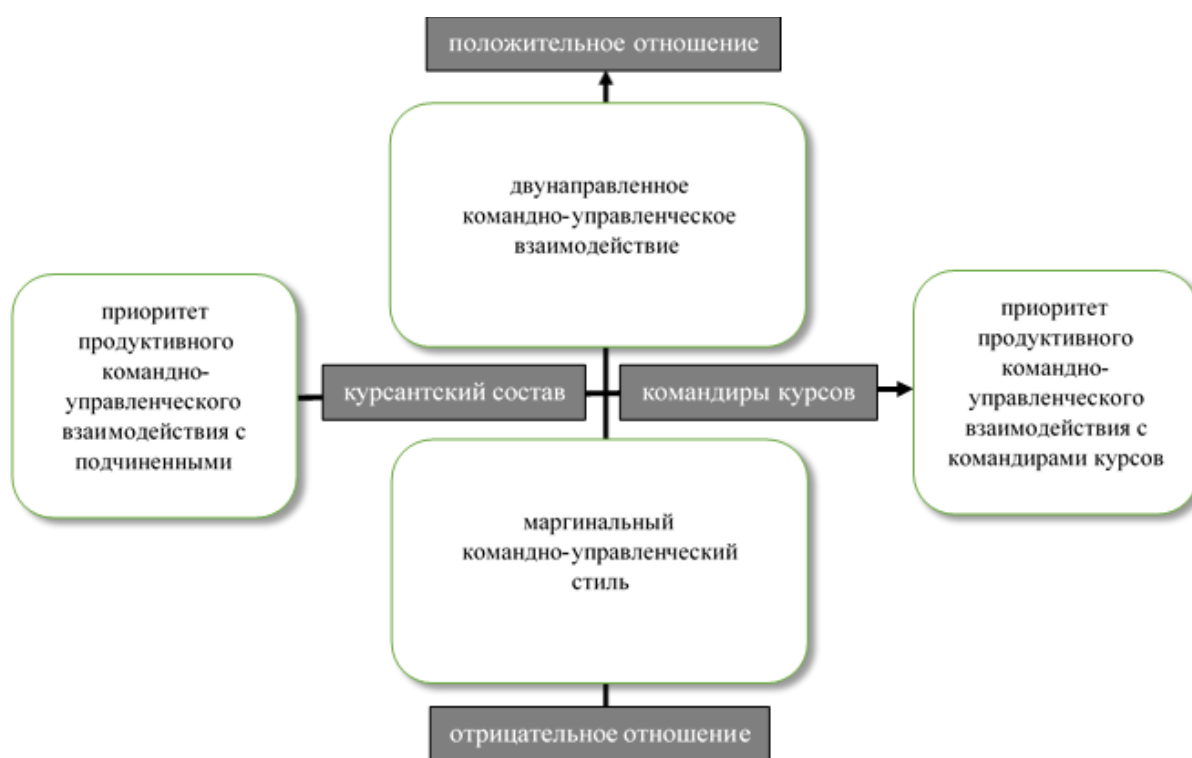 положительное отношение
двунаправленное
командно-управленческое
взаимодействие
приоритет
продуктивного
командно-
управленческого
взаимодействия с
подчиненными
курсантский состав
командиры курсов
приоритет
продуктивного
командно-
управленческого
взаимодействия с
командирами курсов
маргинальный
командно-управленческий
стиль
отрицательное отношение